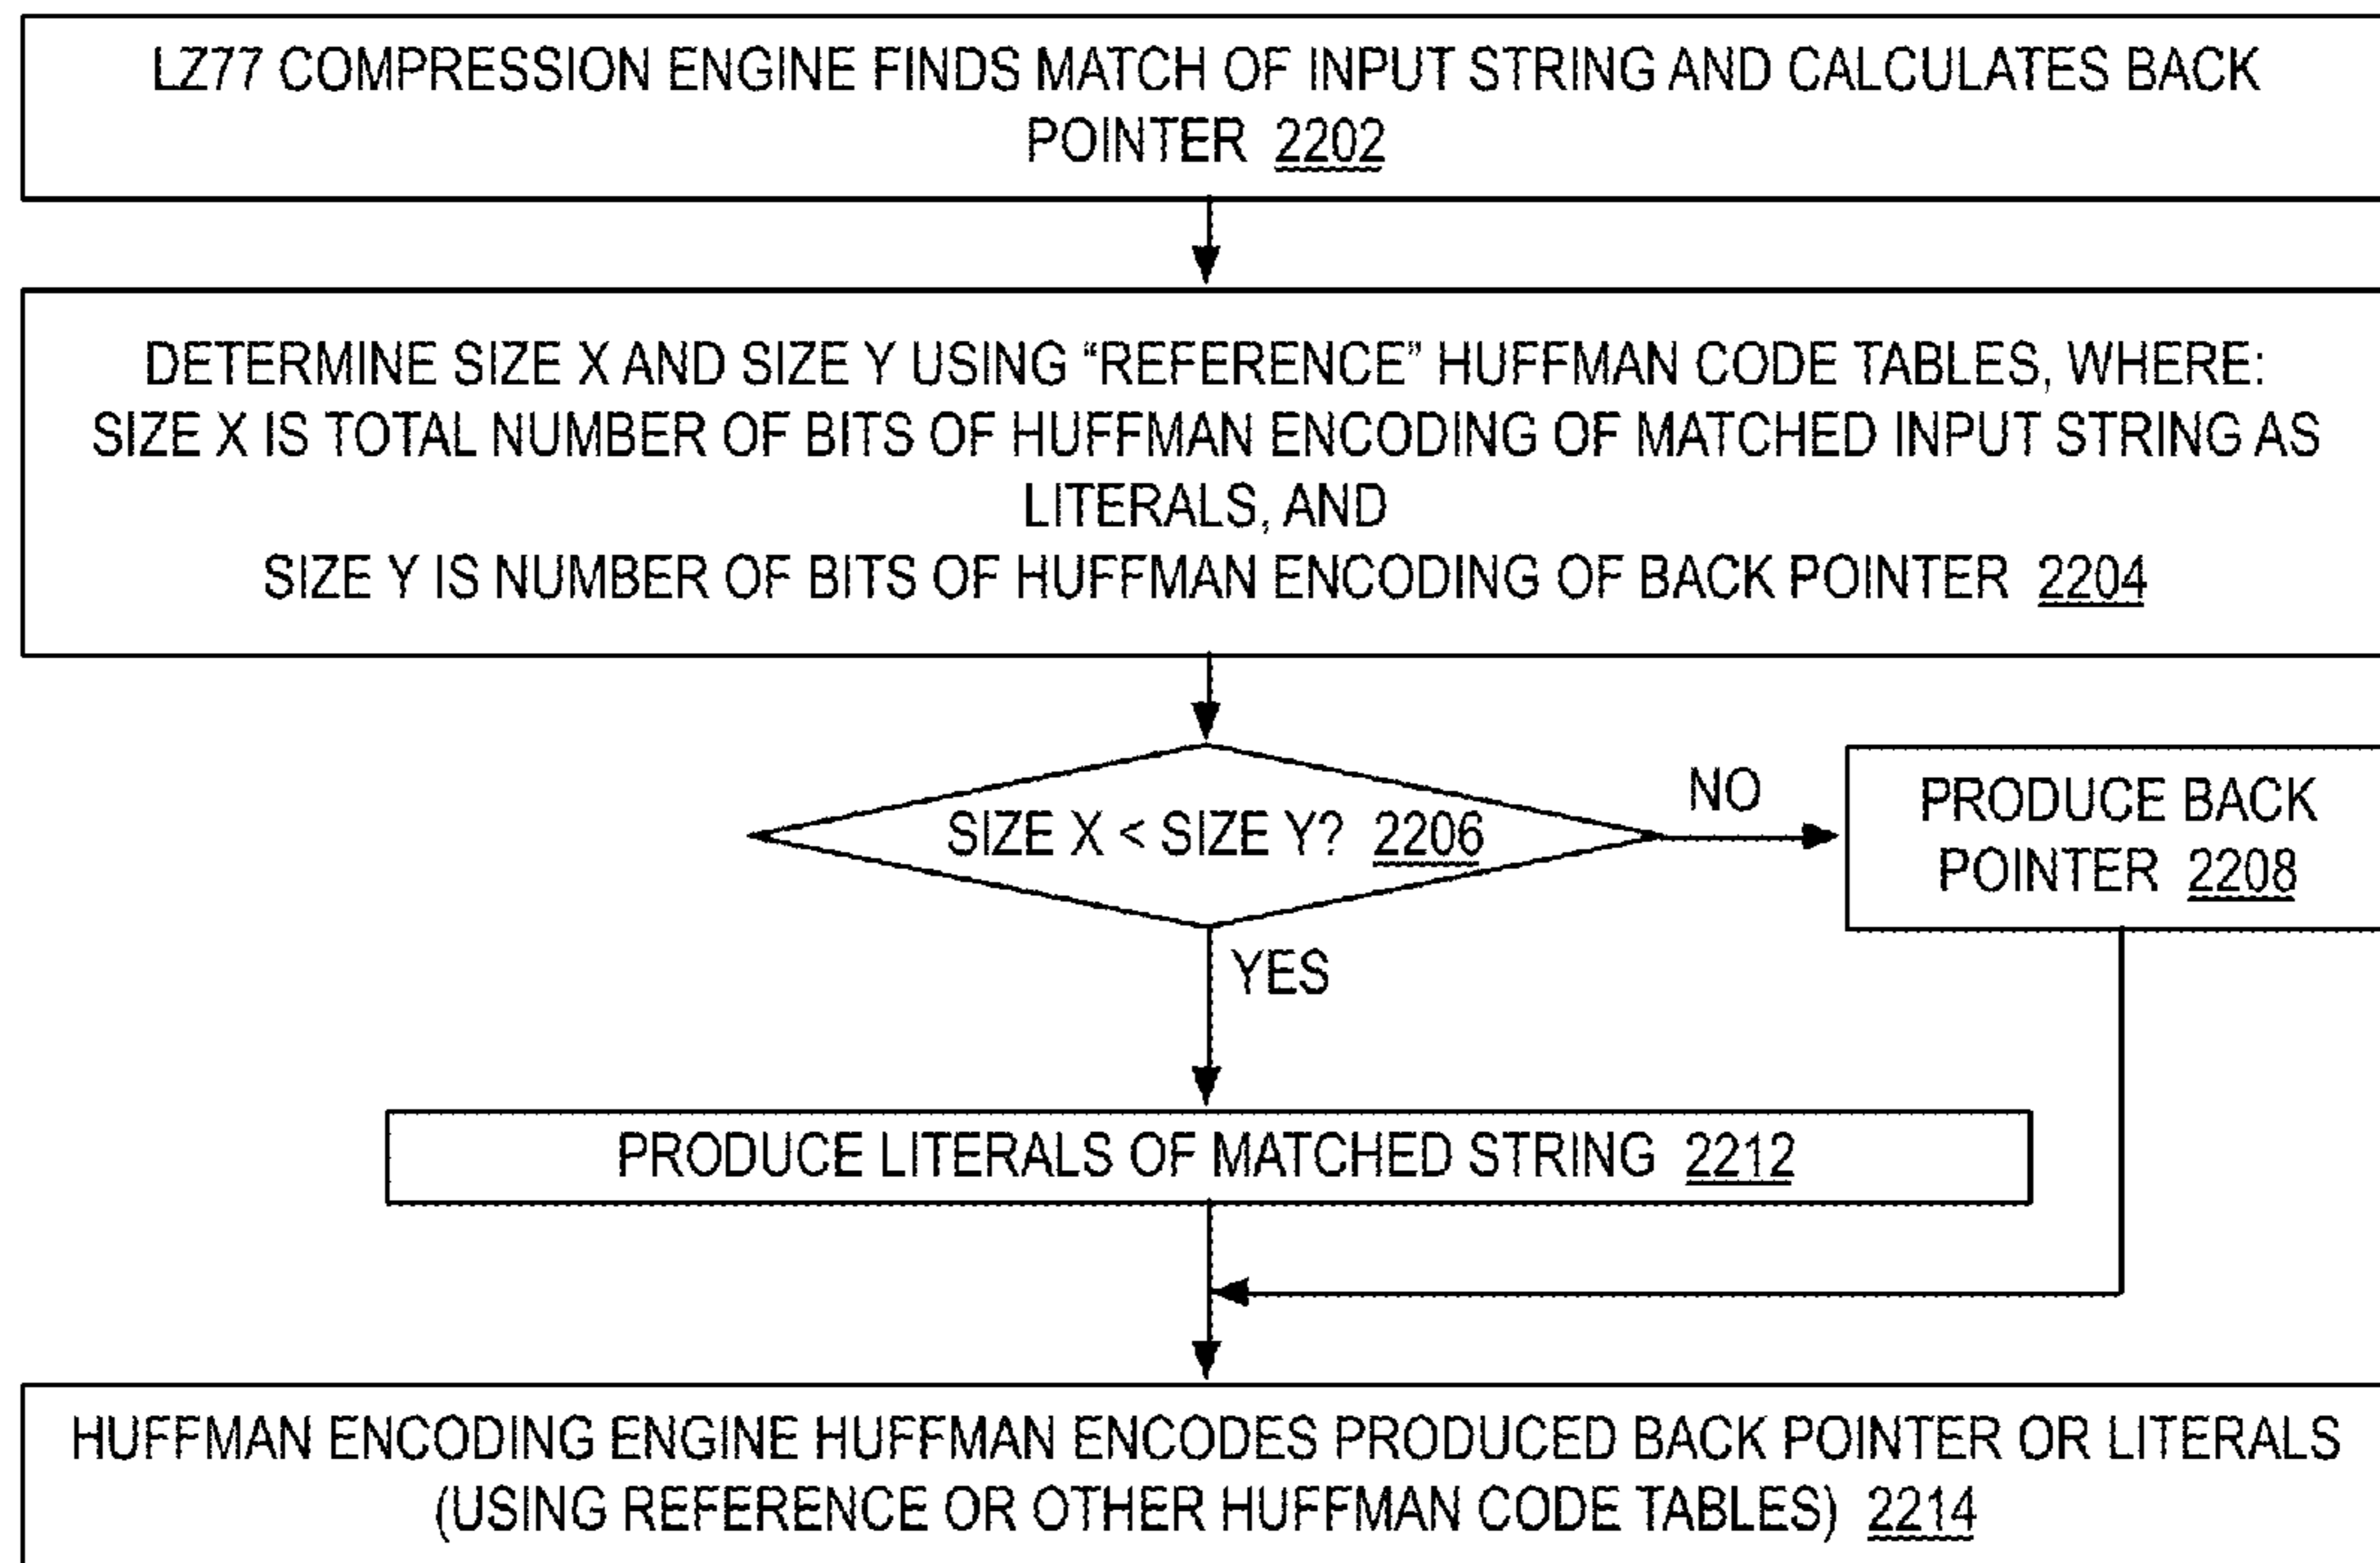 LZ77 COMPRESSION ENGINE FINDS MATCH OF INPUT STRING AND CALCULATES BACK
POINTER 2202
DETERMINE SIZE X AND SIZE Y USING “REFERENCE” HUFFMAN CODE TABLES, WHERE:
SIZE X IS TOTAL NUMBER OF BITS OF HUFFMAN ENCODING OF MATCHED INPUT STRING AS
LITERALS, AND
SIZE Y IS NUMBER OF BITS OF HUFFMAN ENCODING OF BACK POINTER 2204
SIZE X < SIZE Y? 2206
NO
PRODUCE BACK
POINTER 2208
YES
PRODUCE LITERALS OF MATCHED STRING 2212
HUFFMAN ENCODING ENGINE HUFFMAN ENCODES PRODUCED BACK POINTER OR LITERALS
(USING REFERENCE OR OTHER HUFFMAN CODE TABLES) 2214